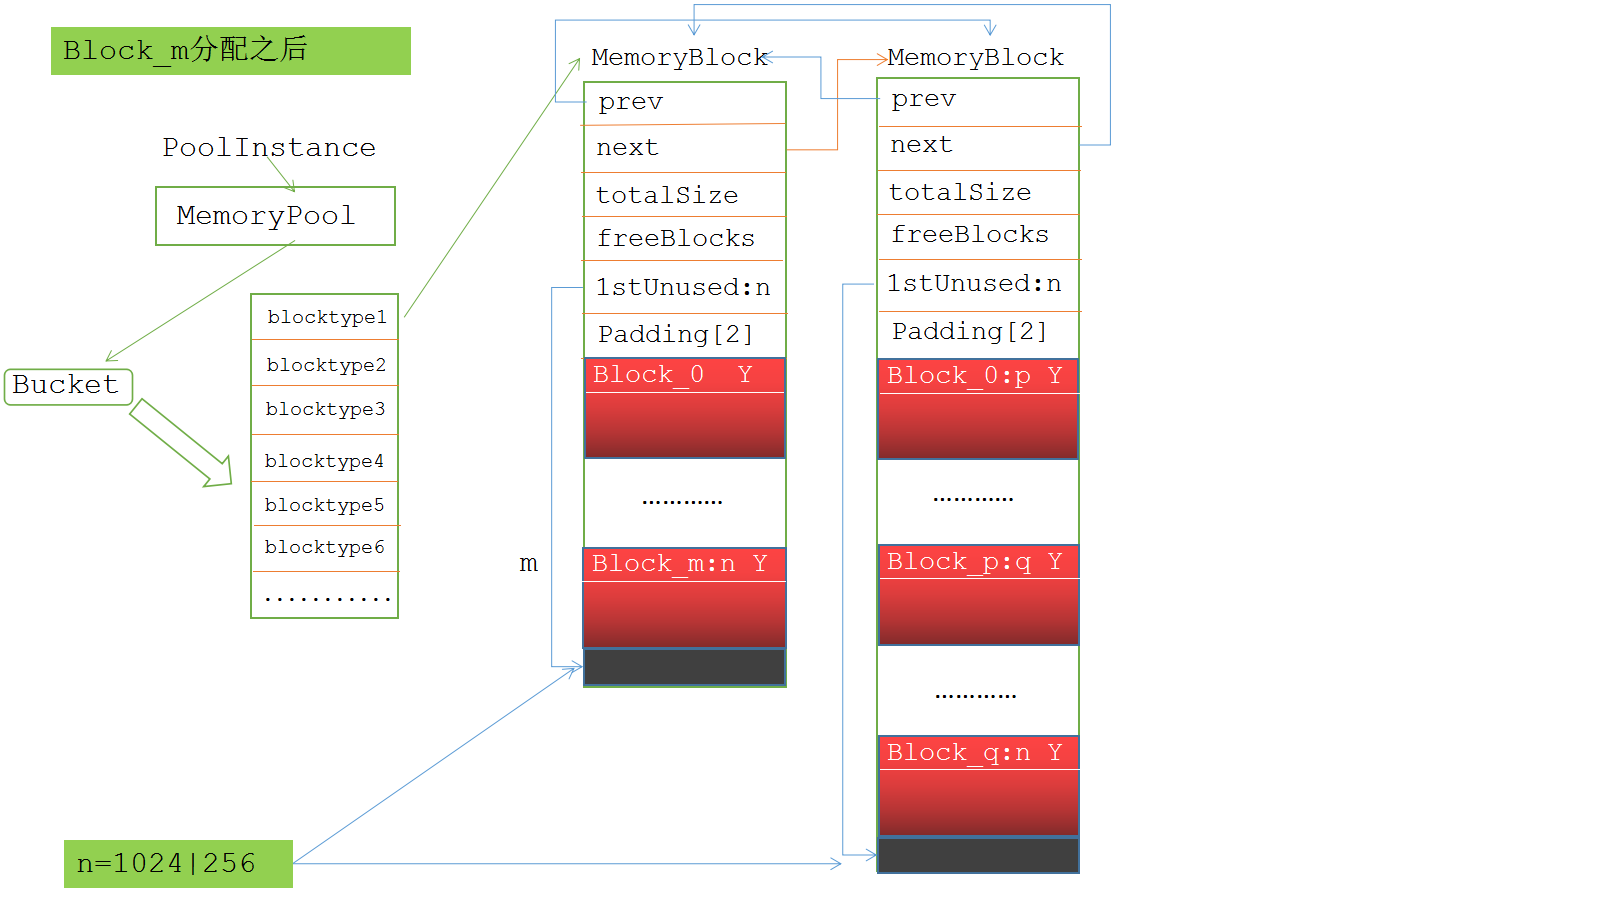 Block_m分配之后
PoolInstance
MemoryPool
Bucket
blocktype1
blocktype2
blocktype3
blocktype4
blocktype5
blocktype6
...........
MemoryBlock
prev
next
totalSize
freeBlocks
1stUnused:n
Padding[2]
Block_0 Y
…………
m
Block_m:n Y
MemoryBlock
prev
next
totalSize
freeBlocks
1stUnused:n
Padding[2]
Block_0:p Y
…………
Block_p:q Y
…………
Block_q:n Y
n=1024|256